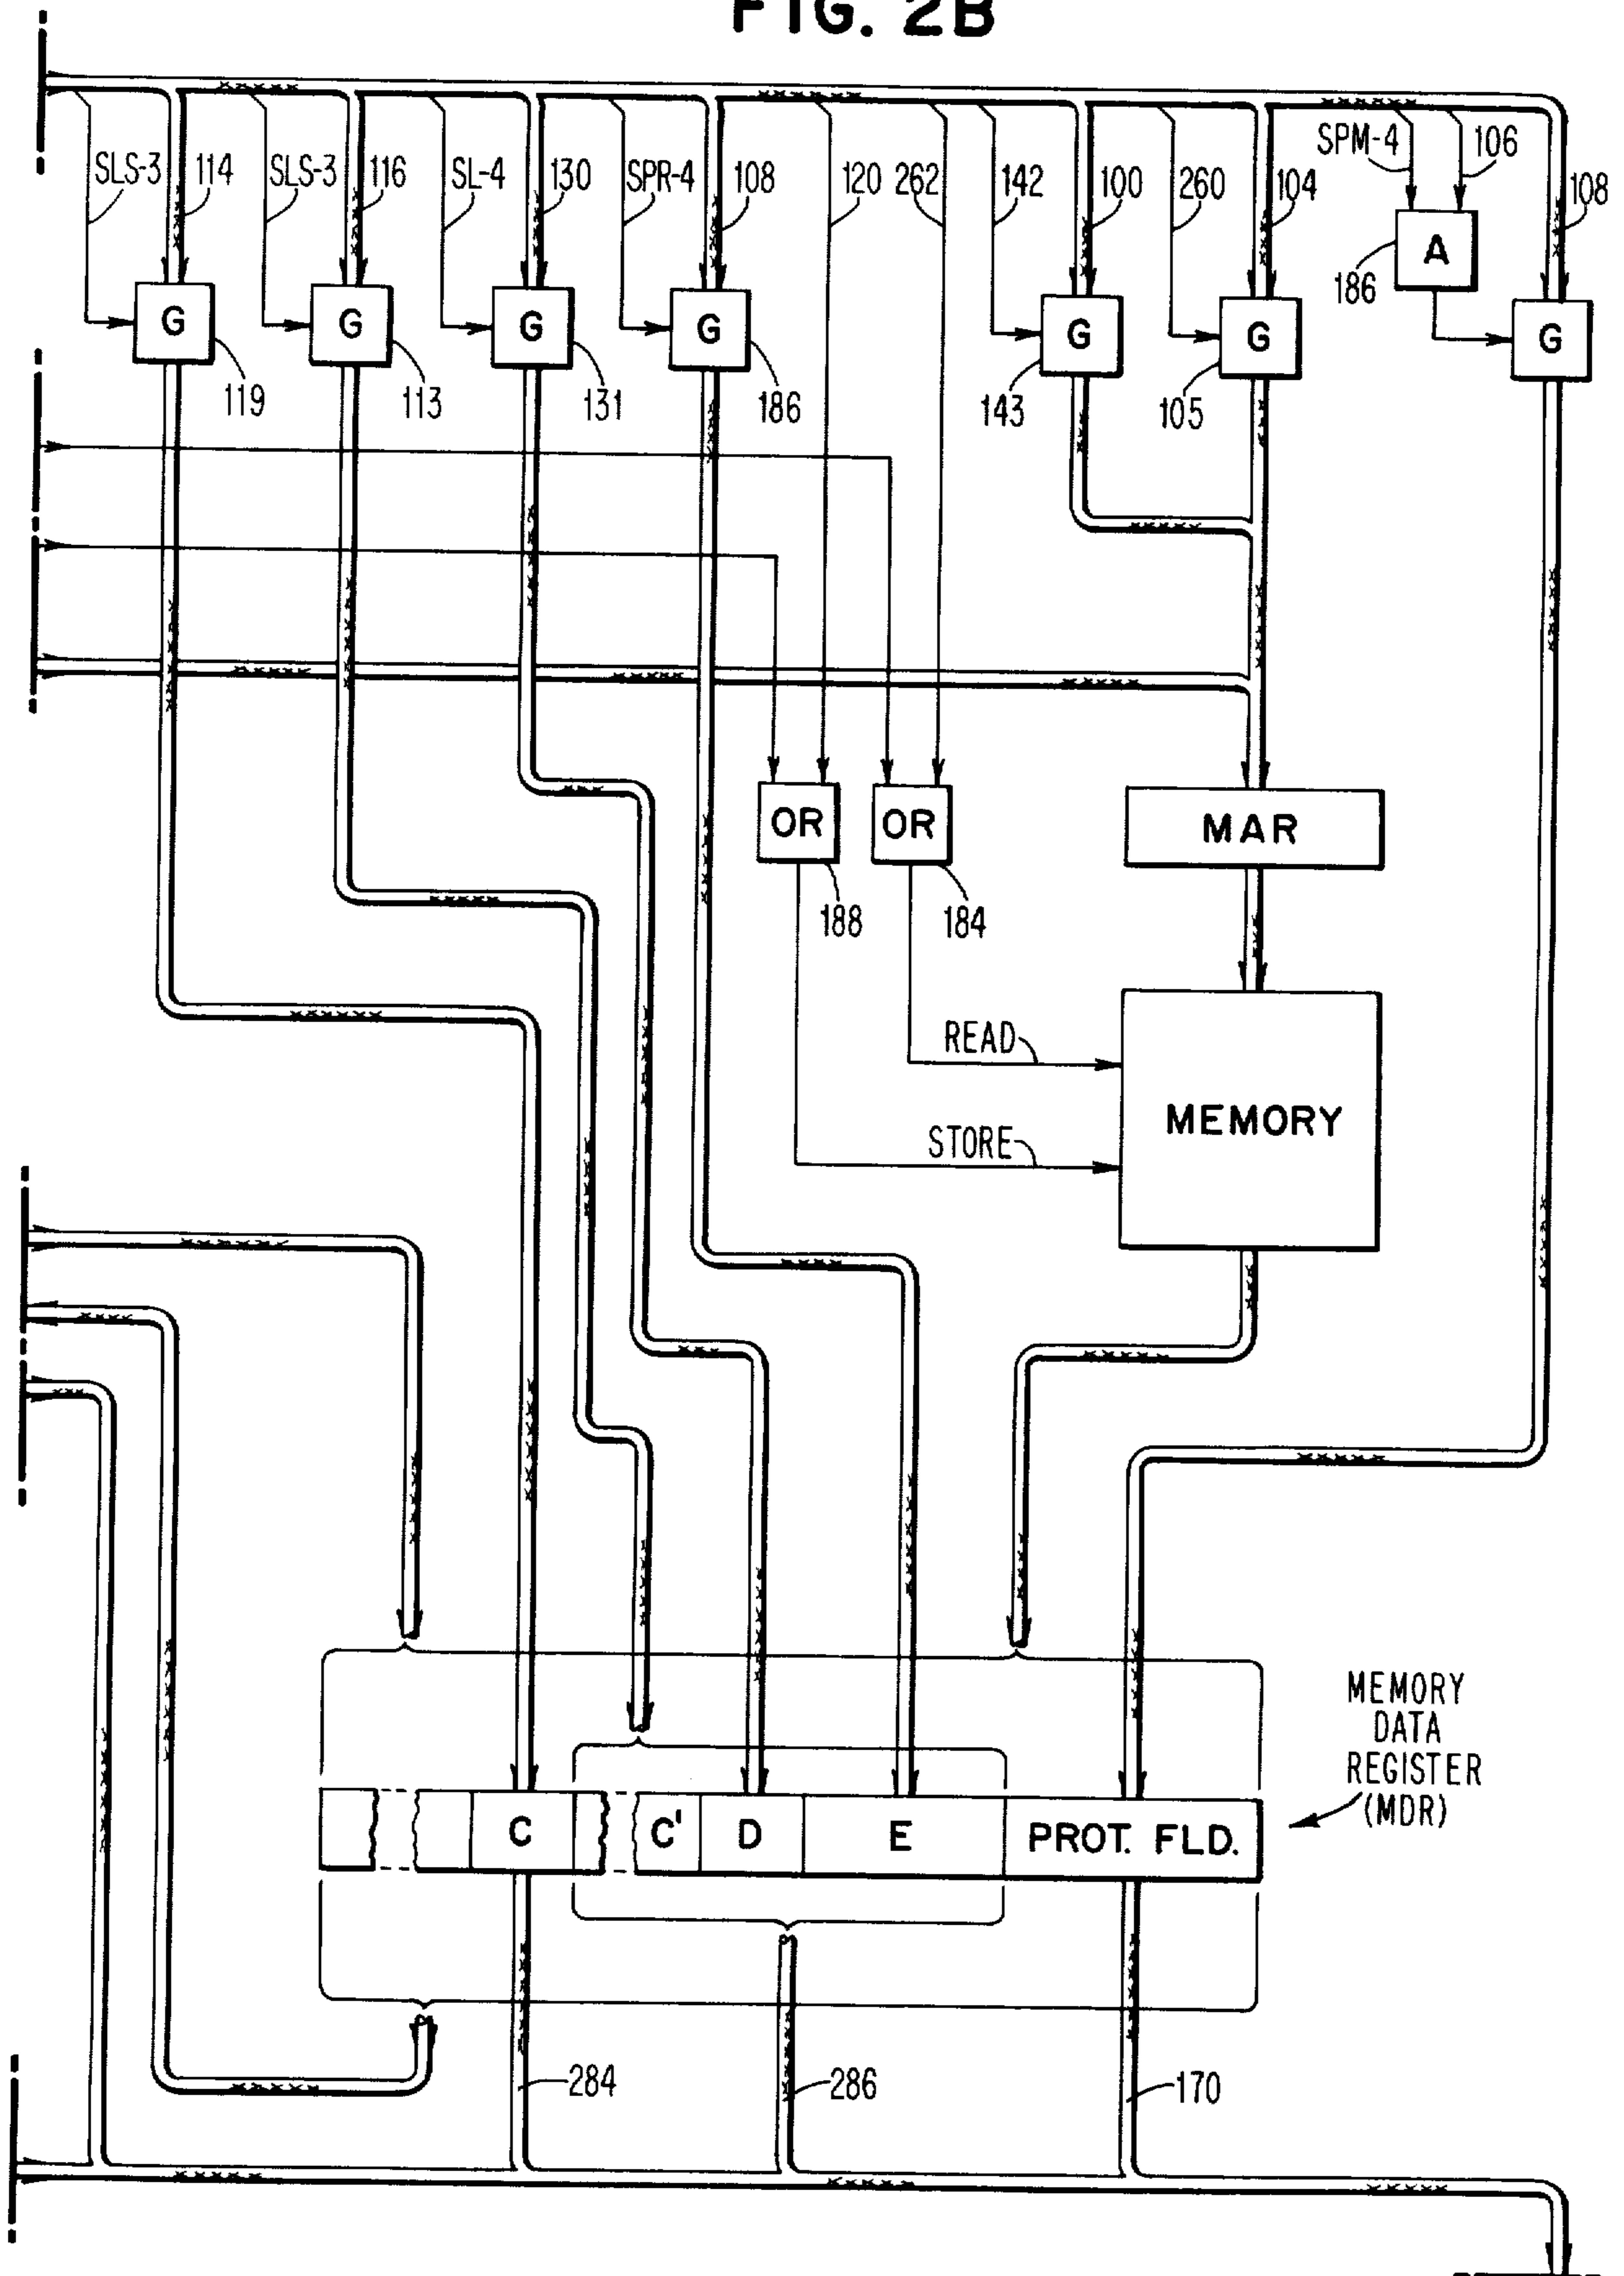 FIG. 2B
SLS-3 114 SLS-3 116 SL-4 130 SPR-4 108 120 262 142 100 260 104 SPM-4 106 108
A
186
G G G G G G G
119 113 131 186 143 105
OR OR MAR
188 184
READ
MEMORY
STORE
MEMORY
DATA
REGISTER
(MDR)
C C' D E PROT. FLD.
284 286 170